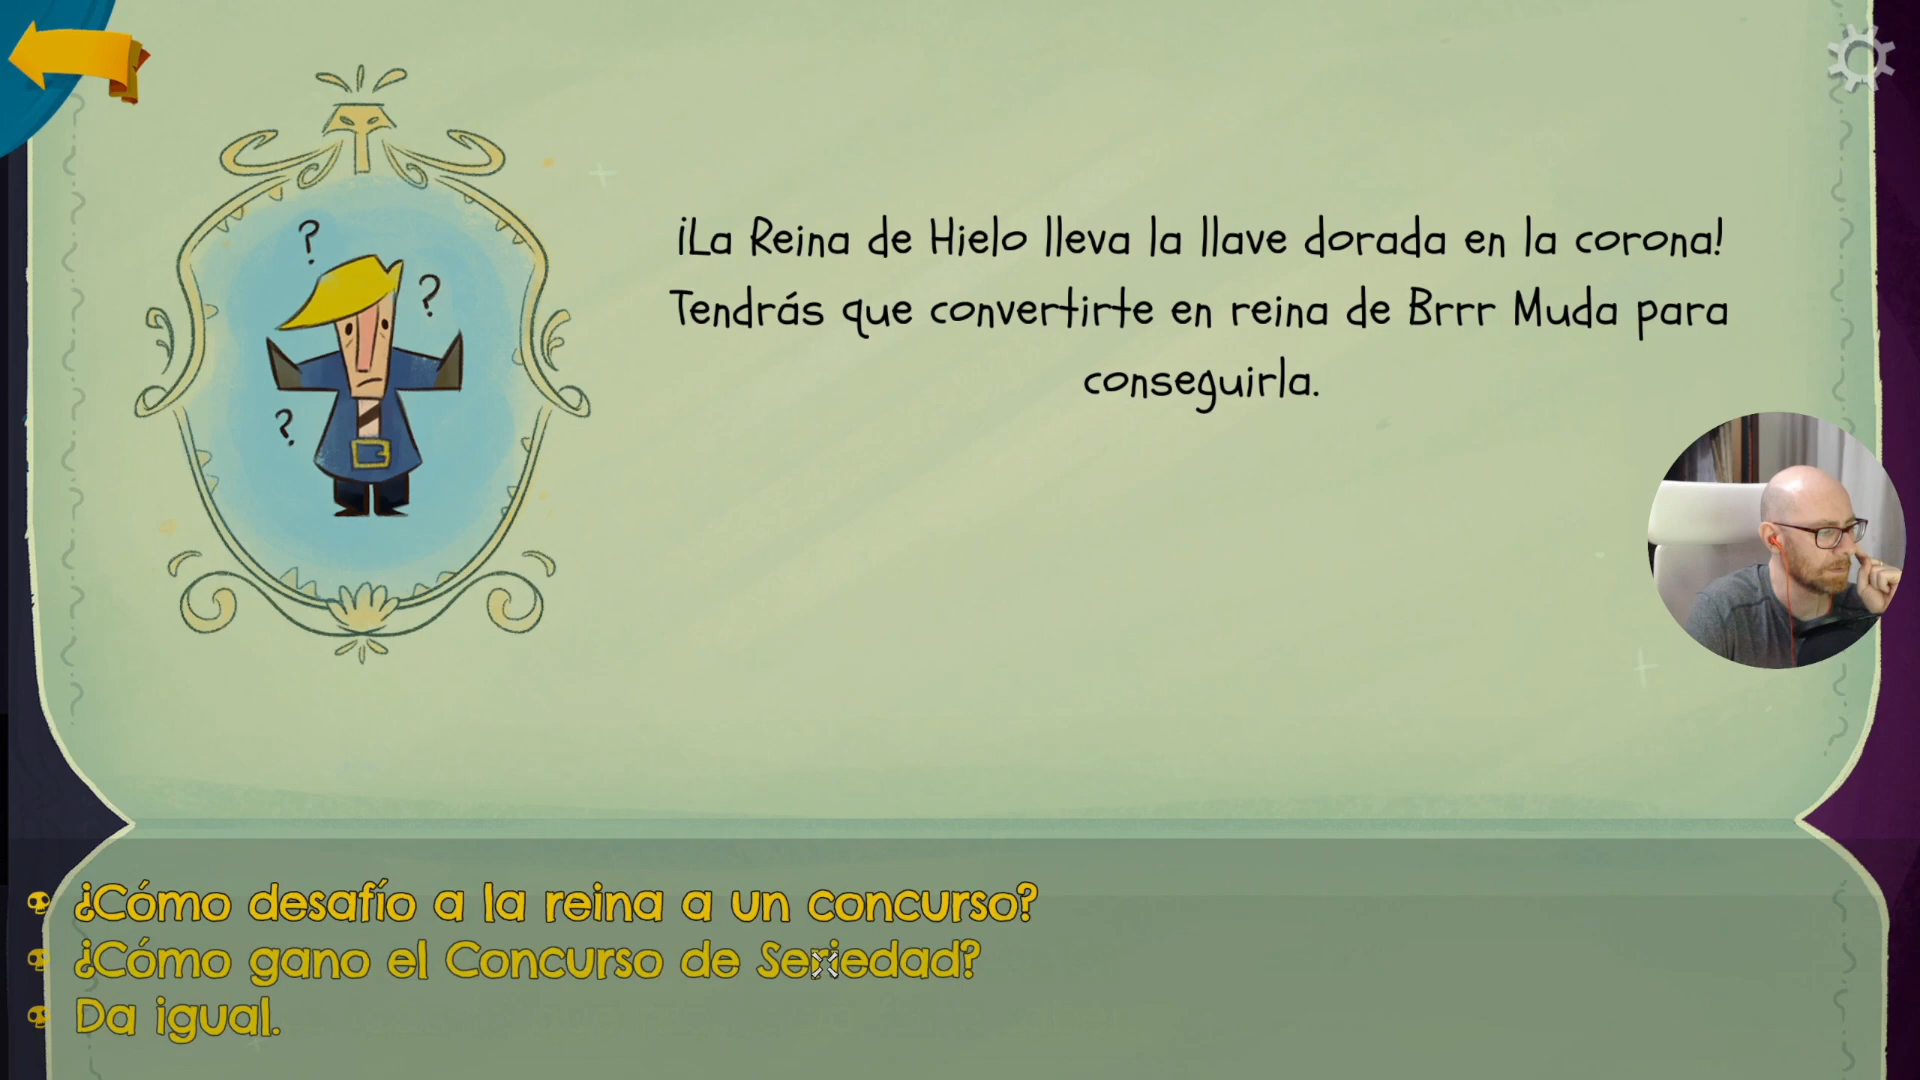 ?
?
?
¡La Reina de Hielo lleva la llave dorada en la corona!
Tendrás que convertirte en reina de Brrr Muda para
conseguirla.
¿Cómo desafío a la reina a un concurso?
¿Cómo gano el Concurso de Seriedad?
Da igual.